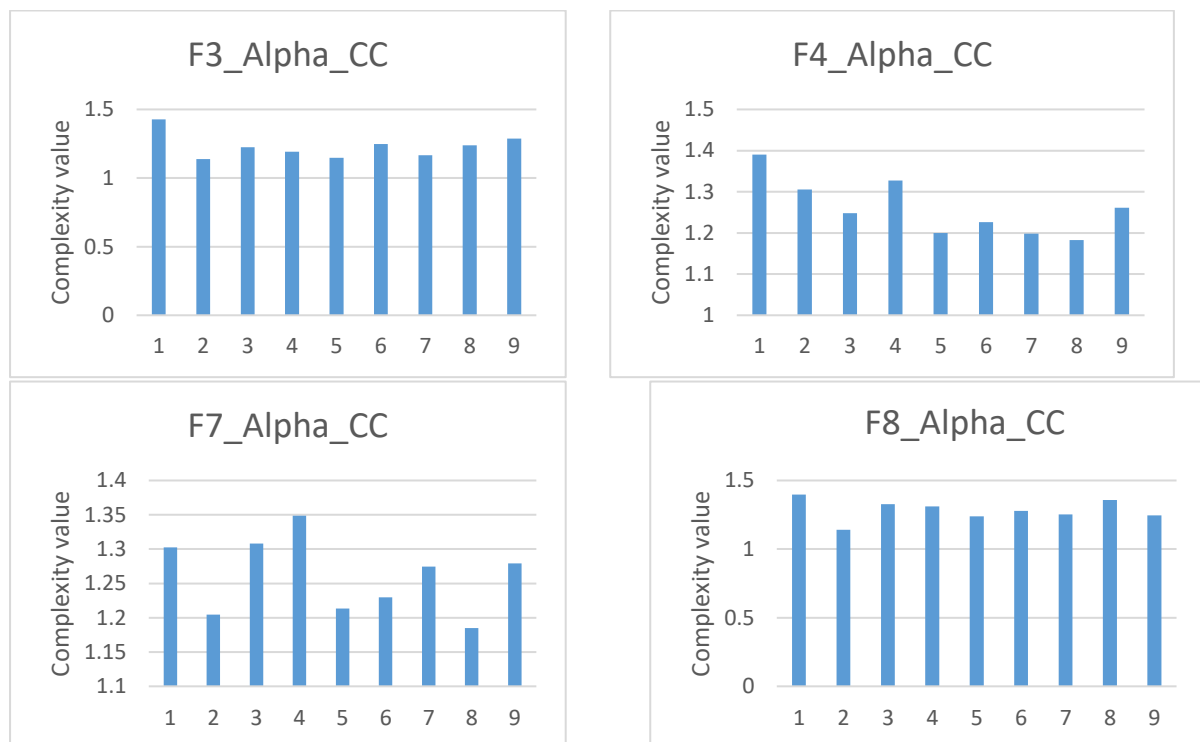 F3_Alpha_CC
Complexity value
1.5
1
0.5
0
1 2 3 4 5 6 7 8 9
F4_Alpha_CC
Complexity value
1.5
1.4
1.3
1.2
1.1
1
1 2 3 4 5 6 7 8 9
F7_Alpha_CC
Complexity value
1.4
1.35
1.3
1.25
1.2
1.15
1.1
1 2 3 4 5 6 7 8 9
F8_Alpha_CC
Complexity value
1.5
1
0.5
0
1 2 3 4 5 6 7 8 9